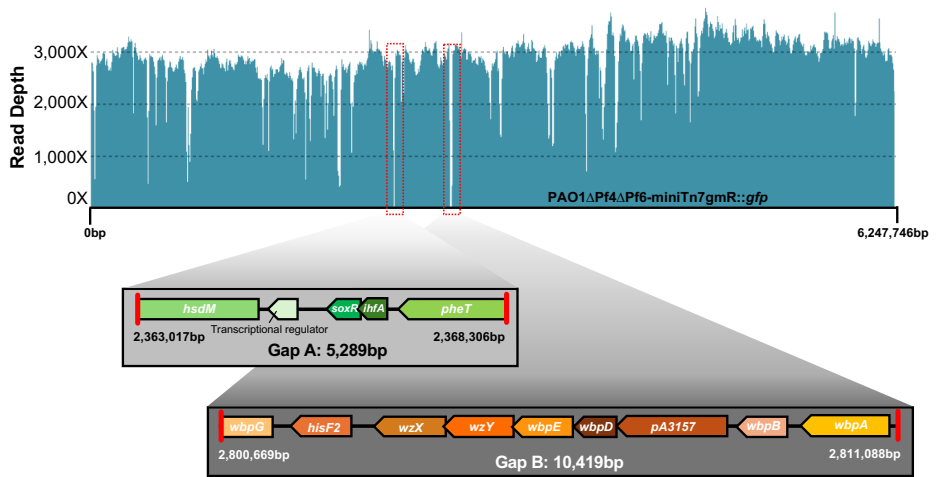 Read Depth
3,000X
2,000X
1,000X
0X
PAO1ΔPf4ΔPf6-miniTn7gmR::gfp
0bp
6,247,746bp
hsdM
soxR
ihfA
pheT
Transcriptional regulator
2,363,017bp
2,368,306bp
Gap A: 5,289bp
wbpG
hisF2
wzX
wzY
wbpE
wbpD
pA3157
wbpB
wbpA
2,800,669bp
2,811,088bp
Gap B: 10,419bp